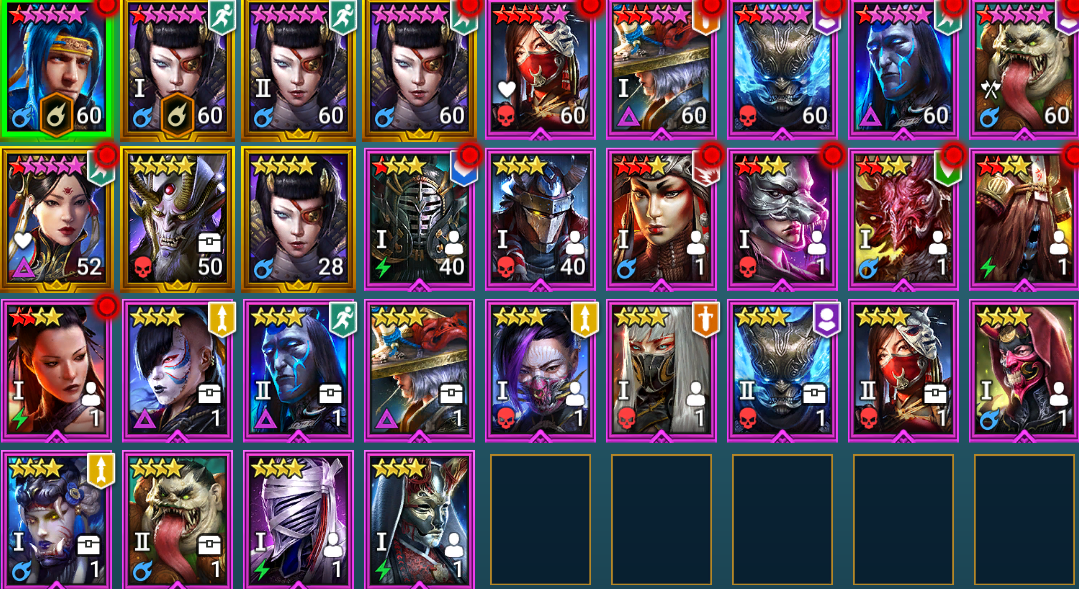 I II I
60 60 60 60 60 60 60 60 60
I I I I I
52 50 28 40 40 1 1 1 1
I I II I I II II I
1 1 1 1 1 1 1 1 1
I II I I
1 1 1 1